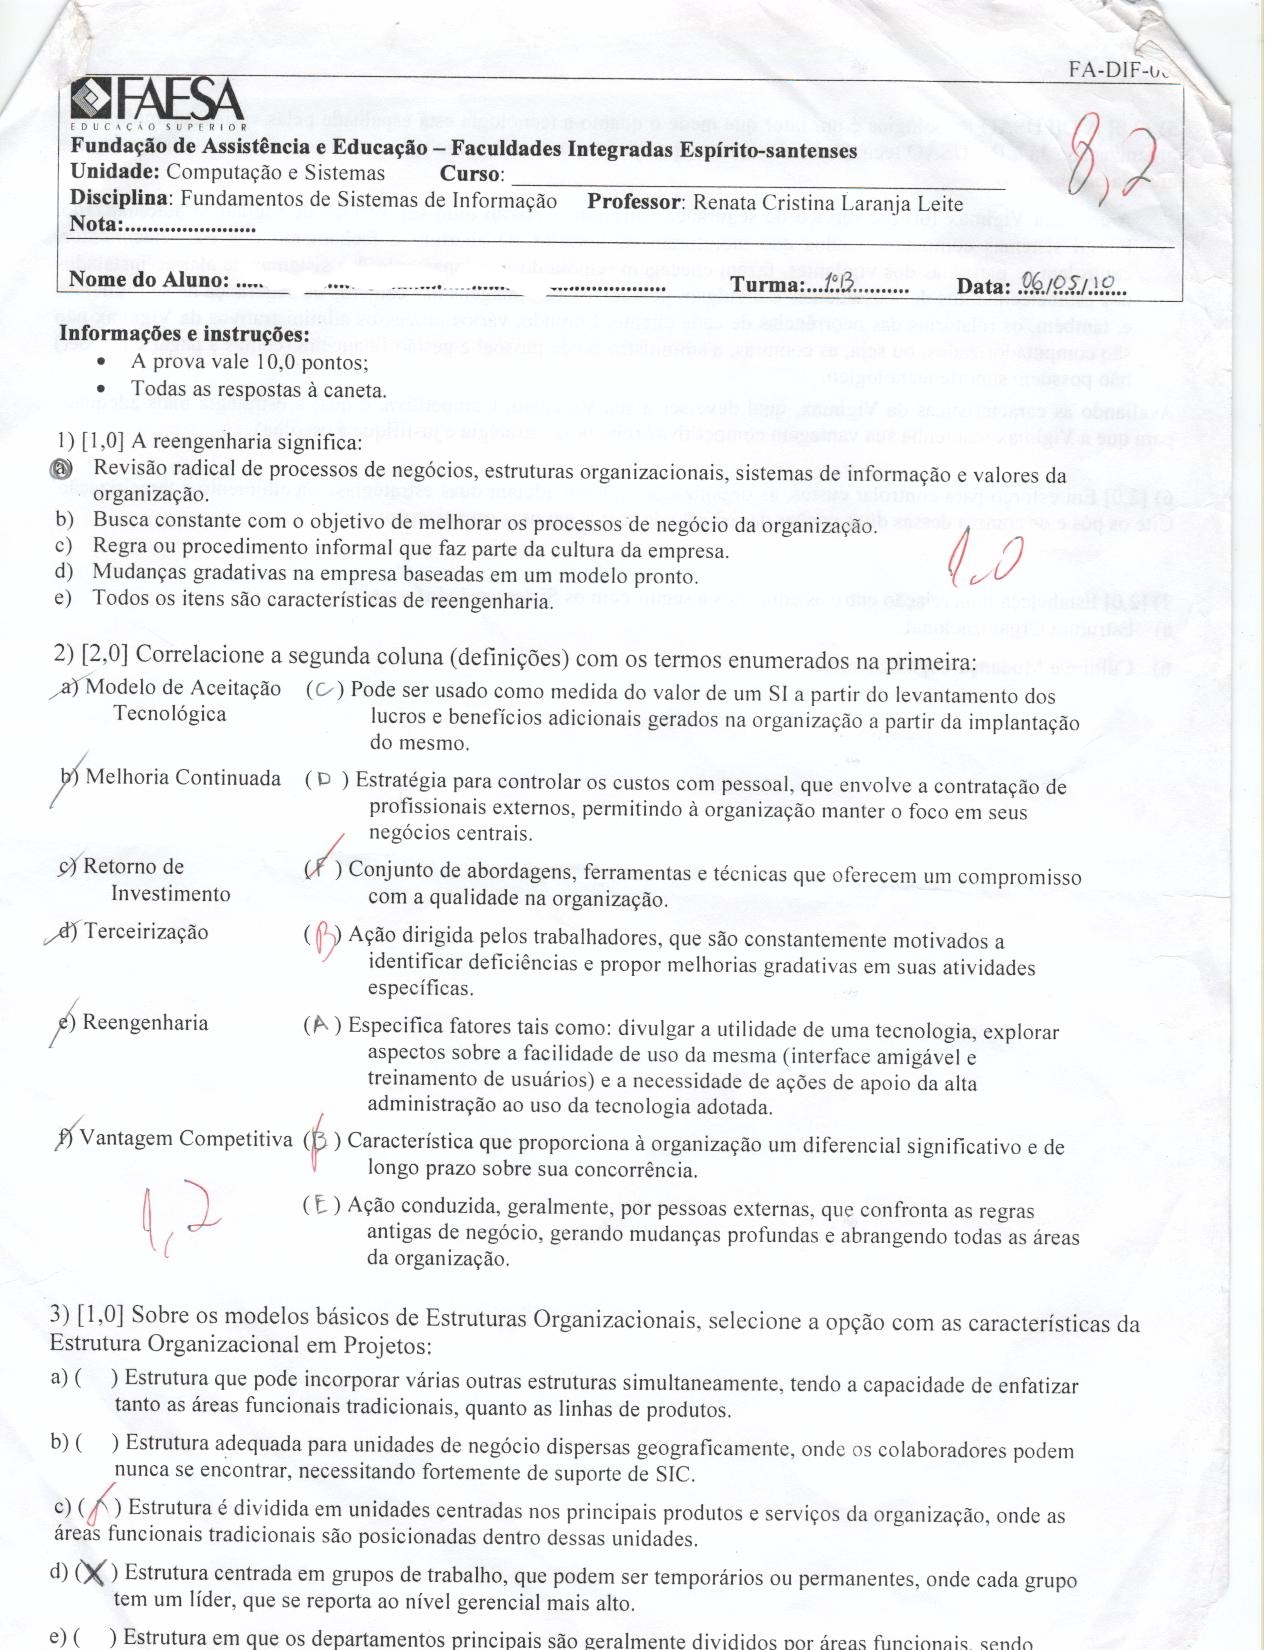 FA-DIF-0
FAESA
EDUCAÇÃO SUPERIOR
8,2
Fundação de Assistência e Educação – Faculdades Integradas Espírito-santenses
Unidade: Computação e Sistemas Curso: ____
Disciplina: Fundamentos de Sistemas de Informação Professor: Renata Cristina Laranja Leite
Nota:........................
Nome do Aluno: ..... Turma:...1ºB.......... Data: 06/05/10
Informações e instruções:
• A prova vale 10,0 pontos;
• Todas as respostas à caneta.
1) [1,0] A reengenharia significa:
a) Revisão radical de processos de negócios, estruturas organizacionais, sistemas de informação e valores da
organização.
b) Busca constante com o objetivo de melhorar os processos de negócio da organização.
c) Regra ou procedimento informal que faz parte da cultura da empresa.
d) Mudanças gradativas na empresa baseadas em um modelo pronto.
e) Todos os itens são características de reengenharia.
1,0
2) [2,0] Correlacione a segunda coluna (definições) com os termos enumerados na primeira:
a) Modelo de Aceitação (C) Pode ser usado como medida do valor de um SI a partir do levantamento dos
Tecnológica lucros e benefícios adicionais gerados na organização a partir da implantação
do mesmo.
b) Melhoria Continuada (D) Estratégia para controlar os custos com pessoal, que envolve a contratação de
profissionais externos, permitindo à organização manter o foco em seus
negócios centrais.
c) Retorno de (F) Conjunto de abordagens, ferramentas e técnicas que oferecem um compromisso
Investimento com a qualidade na organização.
d) Terceirização (B) Ação dirigida pelos trabalhadores, que são constantemente motivados a
identificar deficiências e propor melhorias gradativas em suas atividades
específicas.
e) Reengenharia (A) Especifica fatores tais como: divulgar a utilidade de uma tecnologia, explorar
aspectos sobre a facilidade de uso da mesma (interface amigável e
treinamento de usuários) e a necessidade de ações de apoio da alta
administração ao uso da tecnologia adotada.
f) Vantagem Competitiva (B) Característica que proporciona à organização um diferencial significativo e de
longo prazo sobre sua concorrência.
1,2
(E) Ação conduzida, geralmente, por pessoas externas, que confronta as regras
antigas de negócio, gerando mudanças profundas e abrangendo todas as áreas
da organização.
3) [1,0] Sobre os modelos básicos de Estruturas Organizacionais, selecione a opção com as características da
Estrutura Organizacional em Projetos:
a) ( ) Estrutura que pode incorporar várias outras estruturas simultaneamente, tendo a capacidade de enfatizar
tanto as áreas funcionais tradicionais, quanto as linhas de produtos.
b) ( ) Estrutura adequada para unidades de negócio dispersas geograficamente, onde os colaboradores podem
nunca se encontrar, necessitando fortemente de suporte de SIC.
c) ( ) Estrutura é dividida em unidades centradas nos principais produtos e serviços da organização, onde as
áreas funcionais tradicionais são posicionadas dentro dessas unidades.
d) (X) Estrutura centrada em grupos de trabalho, que podem ser temporários ou permanentes, onde cada grupo
tem um líder, que se reporta ao nível gerencial mais alto.
e) ( ) Estrutura em que os departamentos principais são geralmente divididos por áreas funcionais, sendo